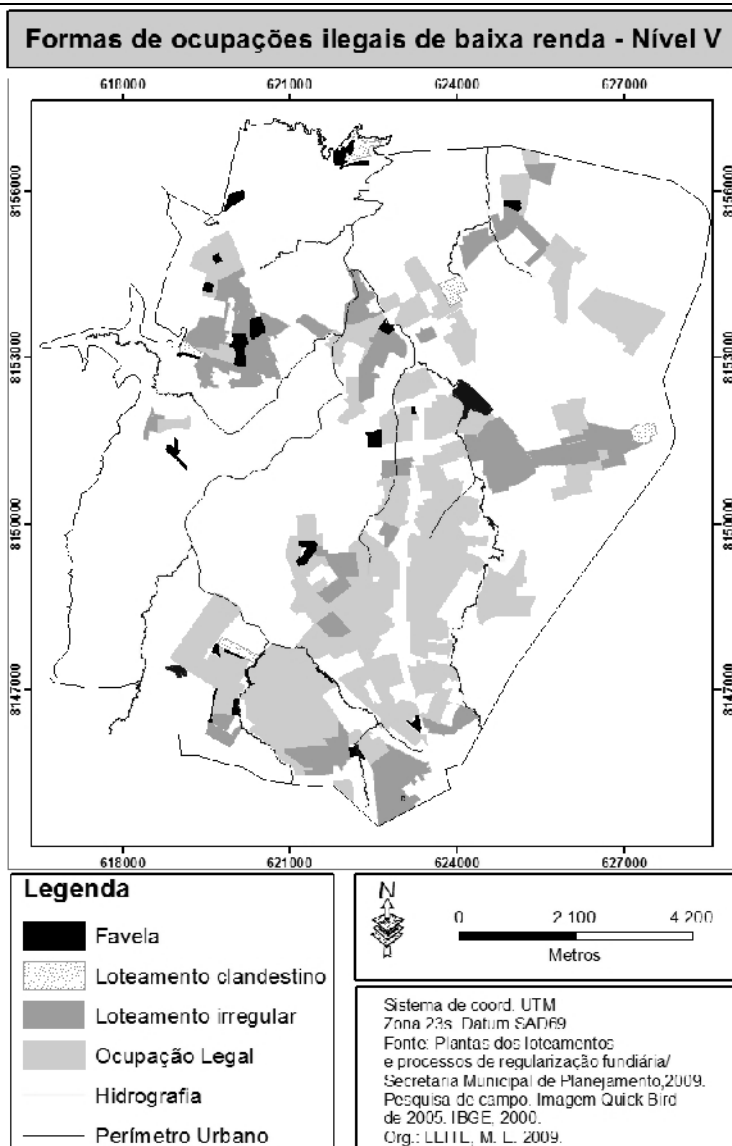 Formas de ocupações ilegais de baixa renda - Nível V
618000 621000 624000 627000
8156000 8156000
8153000 8153000
8150000 8150000
8147000 8147000
618000 621000 624000 627000
Legenda
Favela
Loteamento clandestino
Loteamento irregular
Ocupação Legal
Hidrografia
Perímetro Urbano
N
0 2 100 4 200
Metros
Sistema de coord. UTM
Zona 23s. Datum SAD69
Fonte: Plantas dos loteamentos
e processos de regularização fundiária/
Secretaria Municipal de Planejamento,2009.
Pesquisa de campo. Imagem Quick Bird
de 2005. IBGE, 2000.
Org.: LEITE, M. E. 2009.